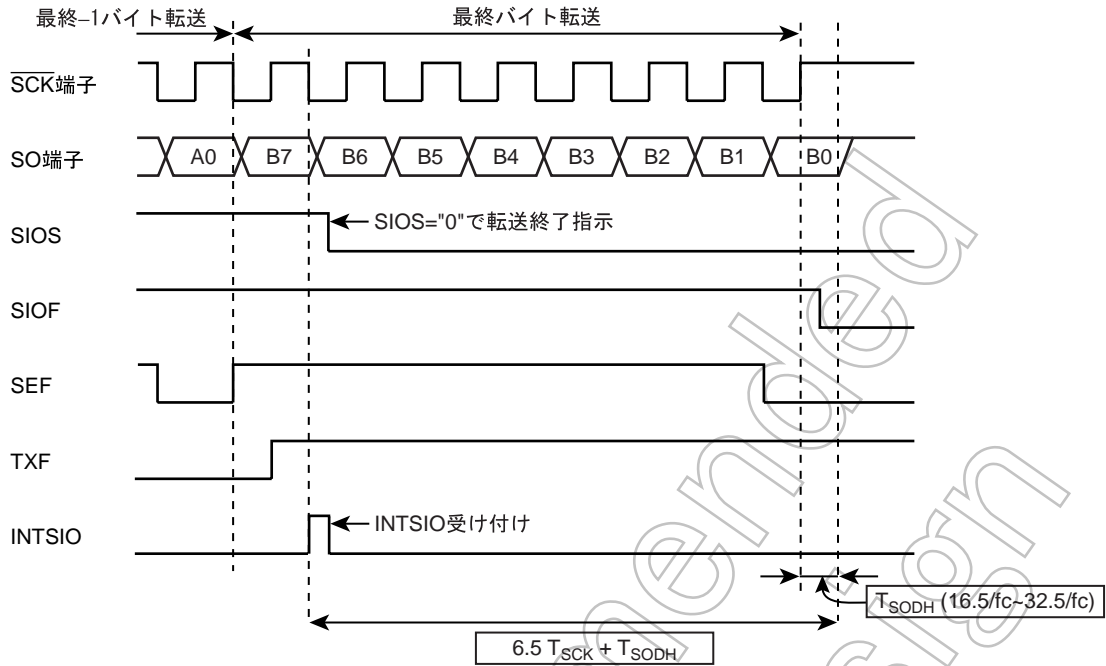 最終–1バイト転送
最終バイト転送
SCK端子
SO端子
A0 B7 B6 B5 B4 B3 B2 B1 B0
SIOS
SIOS="0"で転送終了指示
SIOF
SEF
TXF
INTSIO
INTSIO受け付け
TSODH (16.5/fc~32.5/fc)
6.5 TSCK + TSODH
mended
sign